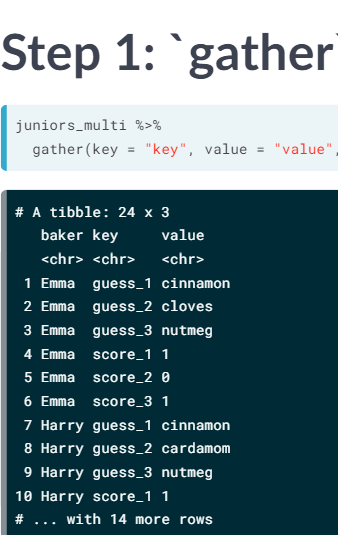 Step 1: `gather`
juniors_multi %>%
gather(key = "key", value = "value",
# A tibble: 24 x 3
baker key value
<chr> <chr> <chr>
1 Emma guess_1 cinnamon
2 Emma guess_2 cloves
3 Emma guess_3 nutmeg
4 Emma score_1 1
5 Emma score_2 0
6 Emma score_3 1
7 Harry guess_1 cinnamon
8 Harry guess_2 cardamom
9 Harry guess_3 nutmeg
10 Harry score_1 1
# ... with 14 more rows